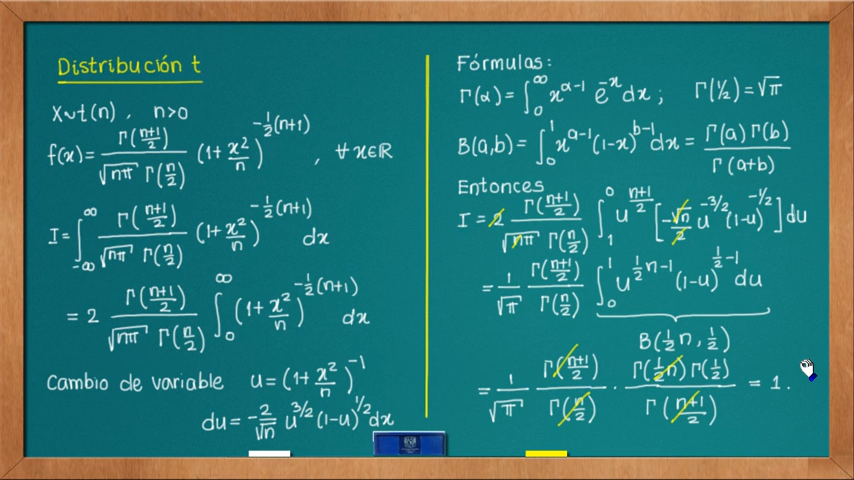 Distribución t
X~t(n), n>0
f(x) = Γ((n+1)/2) / (√(nπ) Γ(n/2)) (1+x²/n)^(-½(n+1)), ∀ x∈ℝ
I = ∫_{-∞}^{∞} Γ((n+1)/2) / (√(nπ) Γ(n/2)) (1+x²/n)^(-½(n+1)) dx
= 2 Γ((n+1)/2) / (√(nπ) Γ(n/2)) ∫_0^∞ (1+x²/n)^(-½(n+1)) dx
Cambio de variable u = (1+x²/n)^(-1)
du = -2/√n u^(3/2) (1-u)^(1/2) dx
Fórmulas:
Γ(α) = ∫_0^∞ x^(α-1) e^(-x) dx ; Γ(½) = √π
B(a,b) = ∫_0^1 x^(a-1) (1-x)^(b-1) dx = Γ(a) Γ(b) / Γ(a+b)
Entonces
I = 2 Γ((n+1)/2) / (√(nπ) Γ(n/2)) ∫_1^0 u^((n+1)/2) [-√n/2 u^(-3/2) (1-u)^(-1/2)] du
= 1/√π Γ((n+1)/2) / Γ(n/2) ∫_0^1 u^(½n-1) (1-u)^(½-1) du
B(½n, ½)
= 1/√π Γ((n+1)/2) / Γ(n/2) · Γ(½n) Γ(½) / Γ((n+1)/2) = 1.